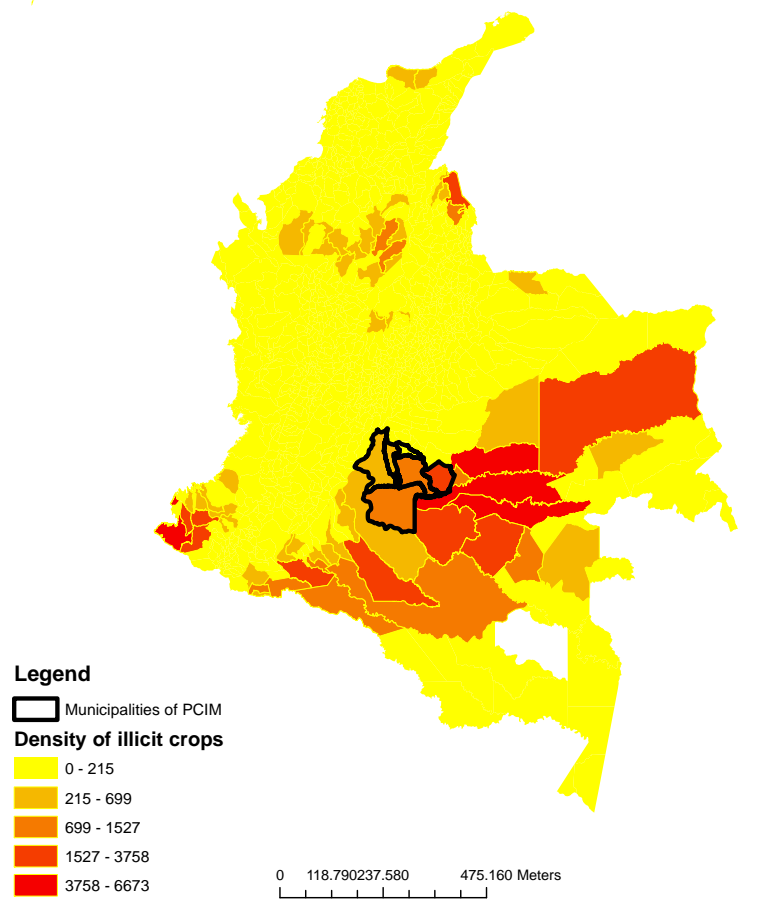 Legend
Municipalities of PCIM
Density of illicit crops
0 - 215
215 - 699
699 - 1527
1527 - 3758
3758 - 6673
0 118.790237.580 475.160 Meters